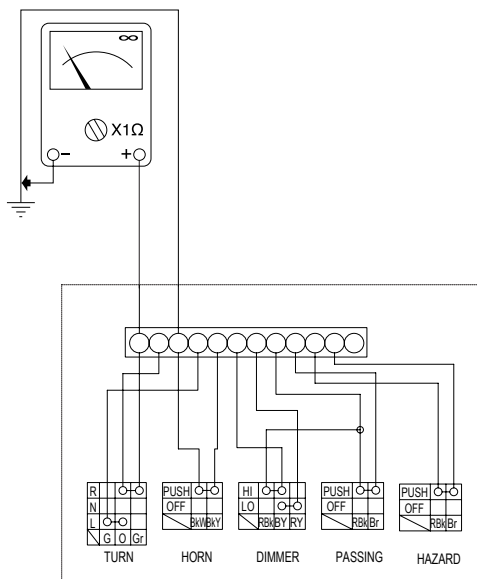 ∞
X1Ω
− +
R
N
L
G O Gr
TURN
PUSH
OFF
BkW BkY
HORN
HI
LO
RBk BY RY
DIMMER
PUSH
OFF
RBk Br
PASSING
PUSH
OFF
RBk Br
HAZARD